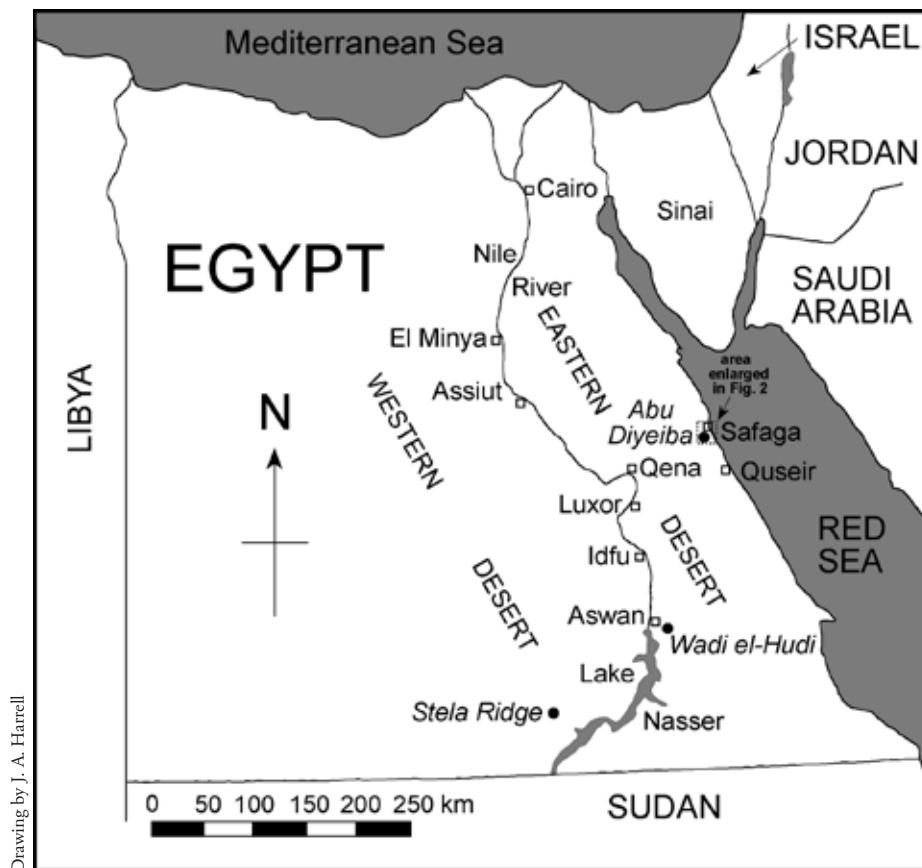 Mediterranean Sea
ISRAEL
JORDAN
Cairo
Sinai
EGYPT
Nile
River
SAUDI
ARABIA
El Minya
EASTERN
area
enlarged
in Fig. 2
LIBYA
WESTERN
Assiut
N
Abu
Diyeiba
Safaga
Qena
Quseir
Luxor
RED
SEA
Idfu
DESERT
DESERT
Aswan
Wadi el-Hudi
Lake
Nasser
Stela Ridge
0 50 100 150 200 250 km
SUDAN
Drawing by J. A. Harrell